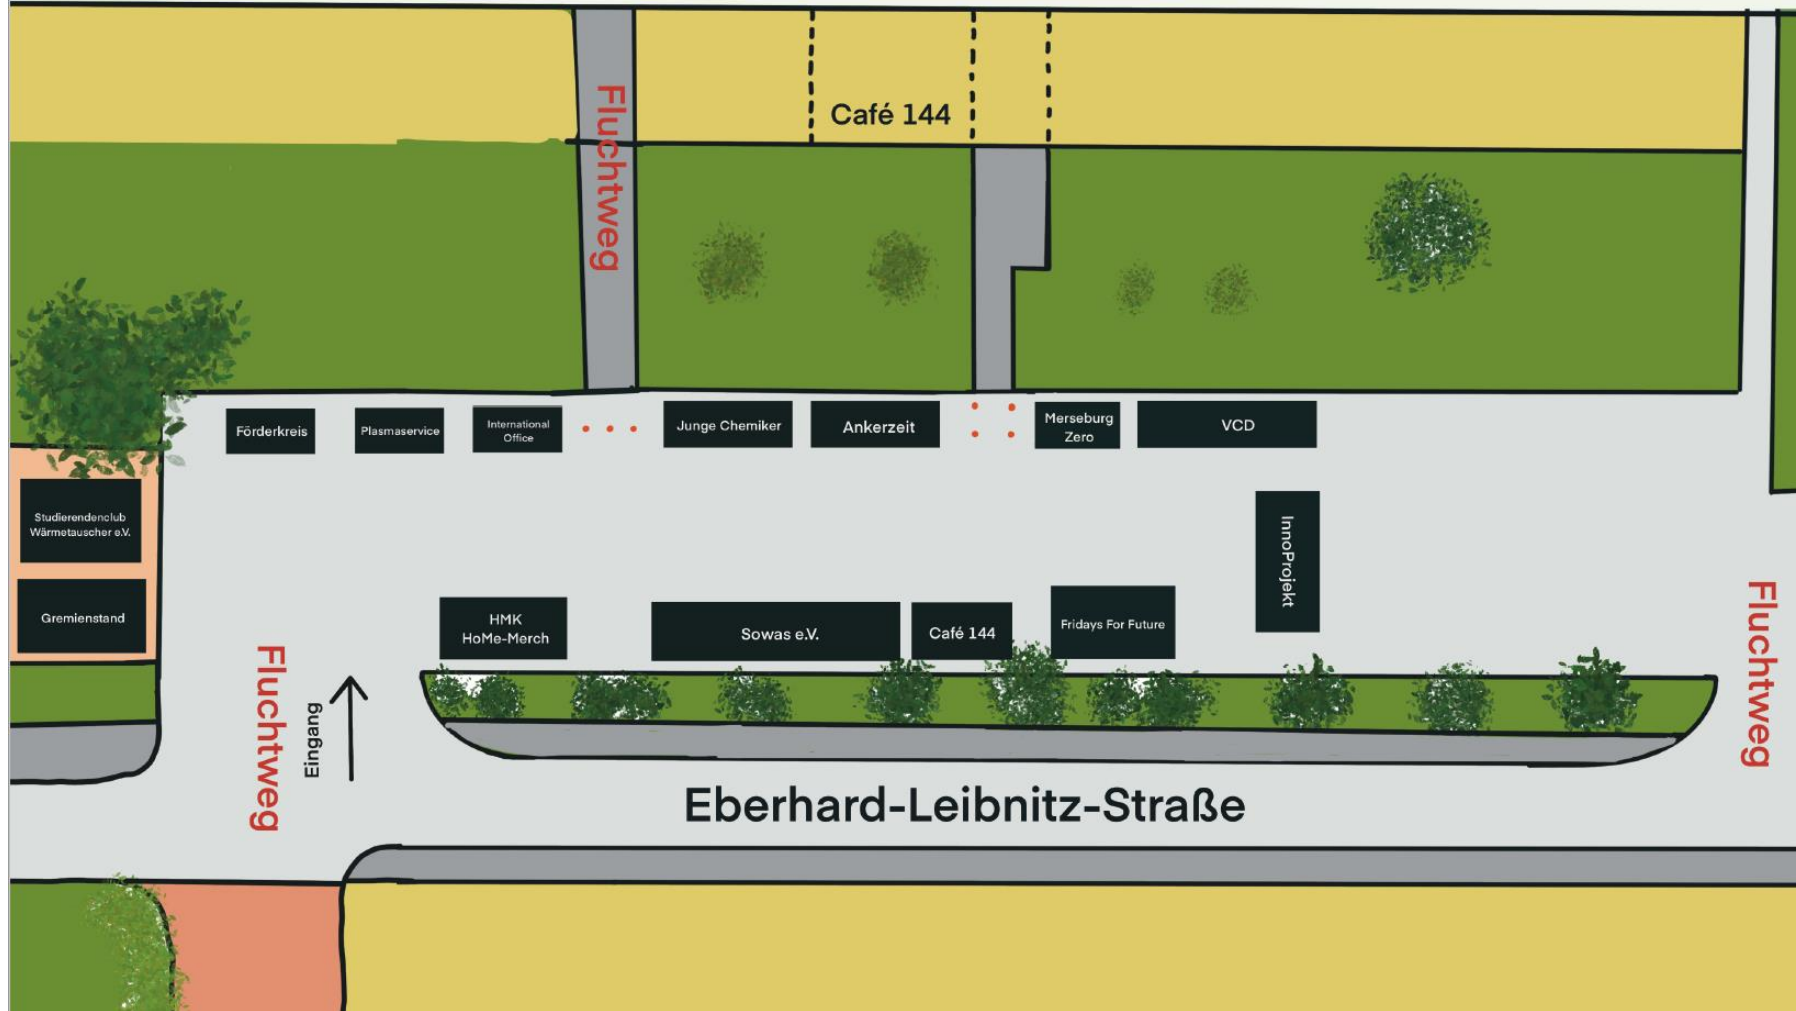 Café 144
Fluchtweg
Förderkreis
Plasmaservice
International
Office
Junge Chemiker
Ankerzeit
Merseburg
Zero
VCD
Studierendenclub
Wärmetauscher e.V.
Gremienstand
InnoProjekt
HMK
HoMe-Merch
Sowas e.V.
Café 144
Fridays For Future
Fluchtweg
Eingang
Fluchtweg
Eberhard-Leibnitz-Straße